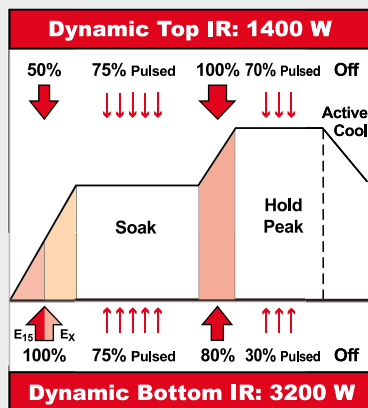 Dynamic Top IR: 1400 W
50% 75% Pulsed 100% 70% Pulsed Off
Active
Cool
Soak
Hold
Peak
E15 EX
100% 75% Pulsed 80% 30% Pulsed Off
Dynamic Bottom IR: 3200 W